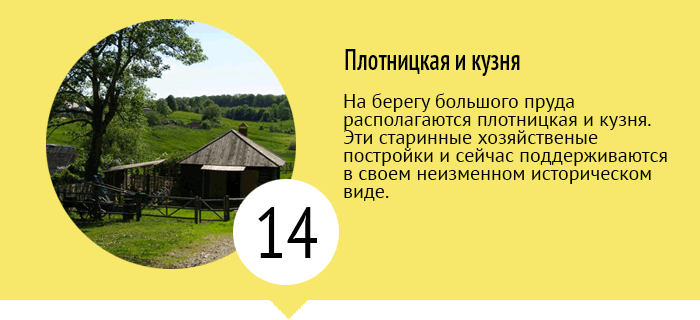 Плотницкая и кузня
На берегу большого пруда
располагаются плотницкая и кузня.
Эти старинные хозяйственые
постройки и сейчас поддерживаются
в своем неизменном историческом
виде.
14